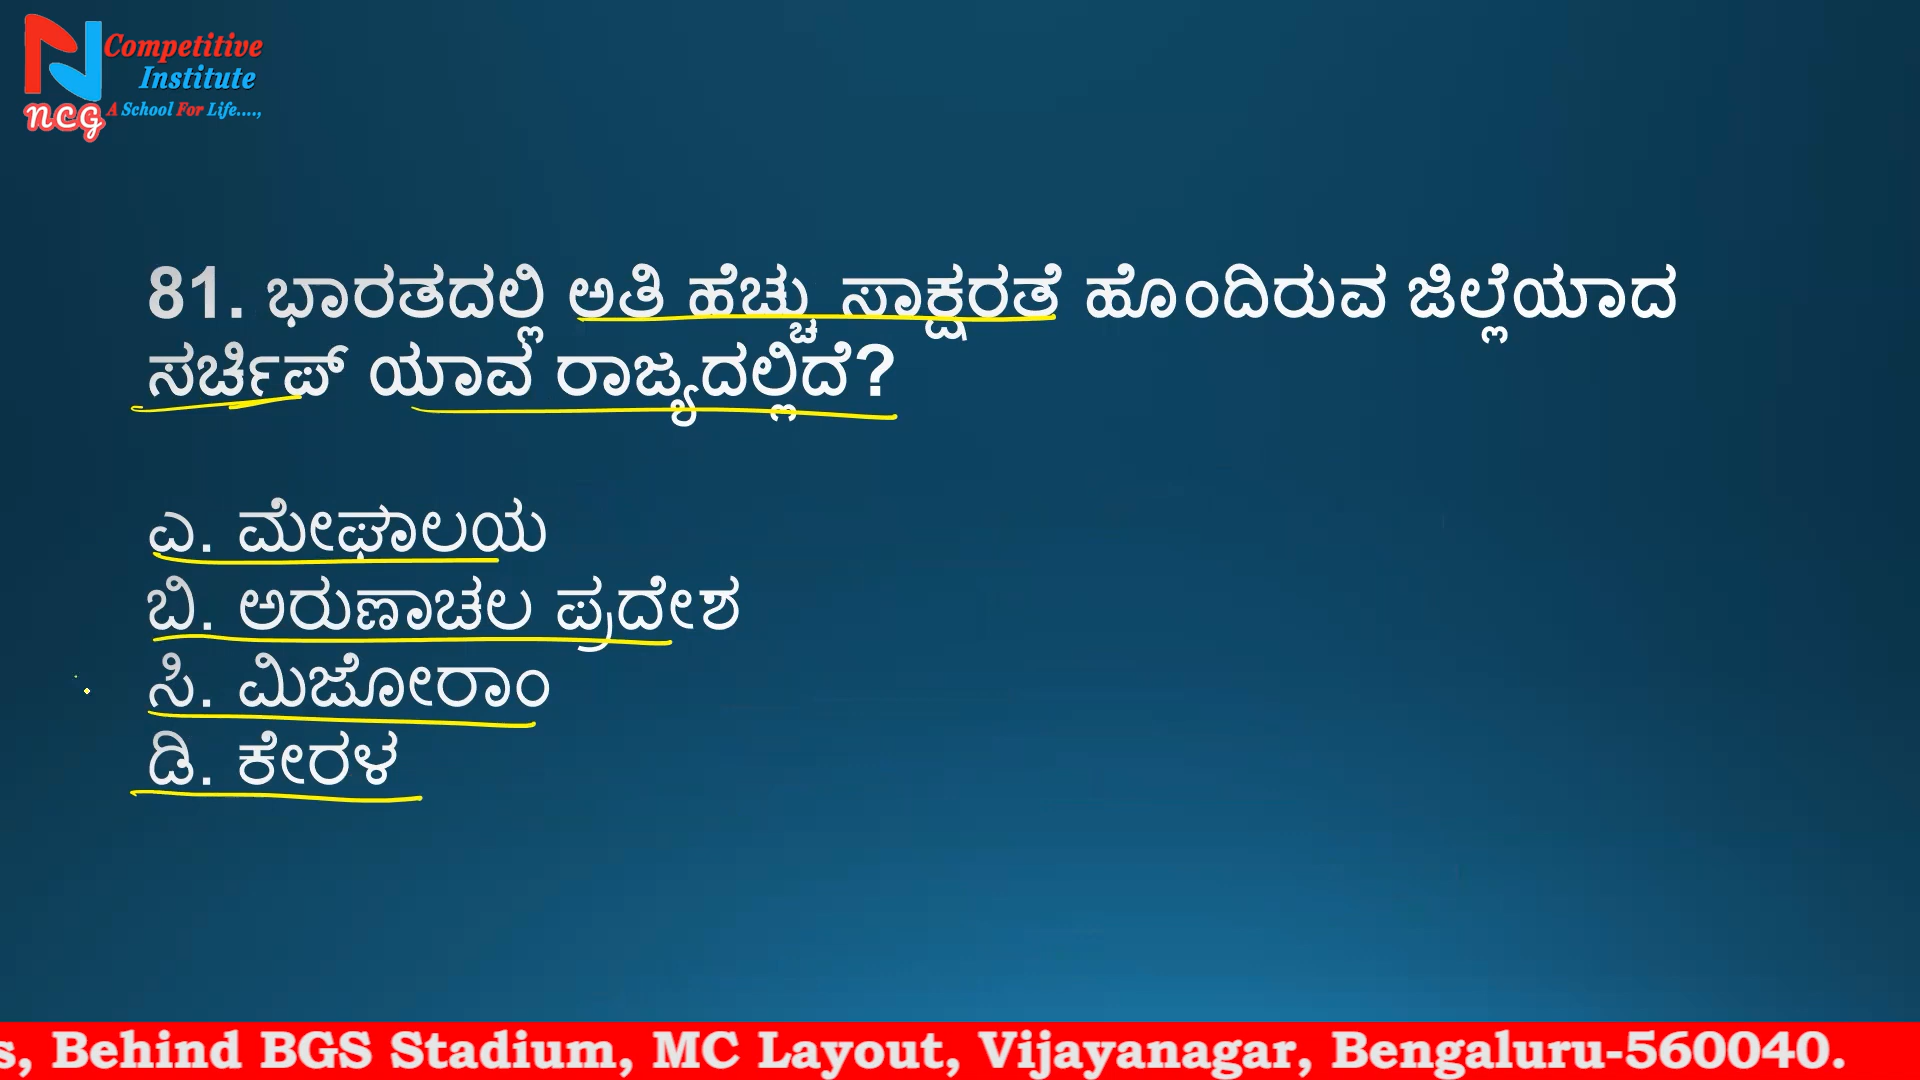 Competitive
Institute
ncg A School For Life....,
81. ಭಾರತದಲ್ಲಿ ಅತಿ ಹೆಚ್ಚು ಸಾಕ್ಷರತೆ ಹೊಂದಿರುವ ಜಿಲ್ಲೆಯಾದ
ಸರ್ಚಿಪ್ ಯಾವ ರಾಜ್ಯದಲ್ಲಿದೆ?
ಎ. ಮೇಘಾಲಯ
ಬಿ. ಅರುಣಾಚಲ ಪ್ರದೇಶ
ಸಿ. ಮಿಜೋರಾಂ
ಡಿ. ಕೇರಳ
s, Behind BGS Stadium, MC Layout, Vijayanagar, Bengaluru-560040.